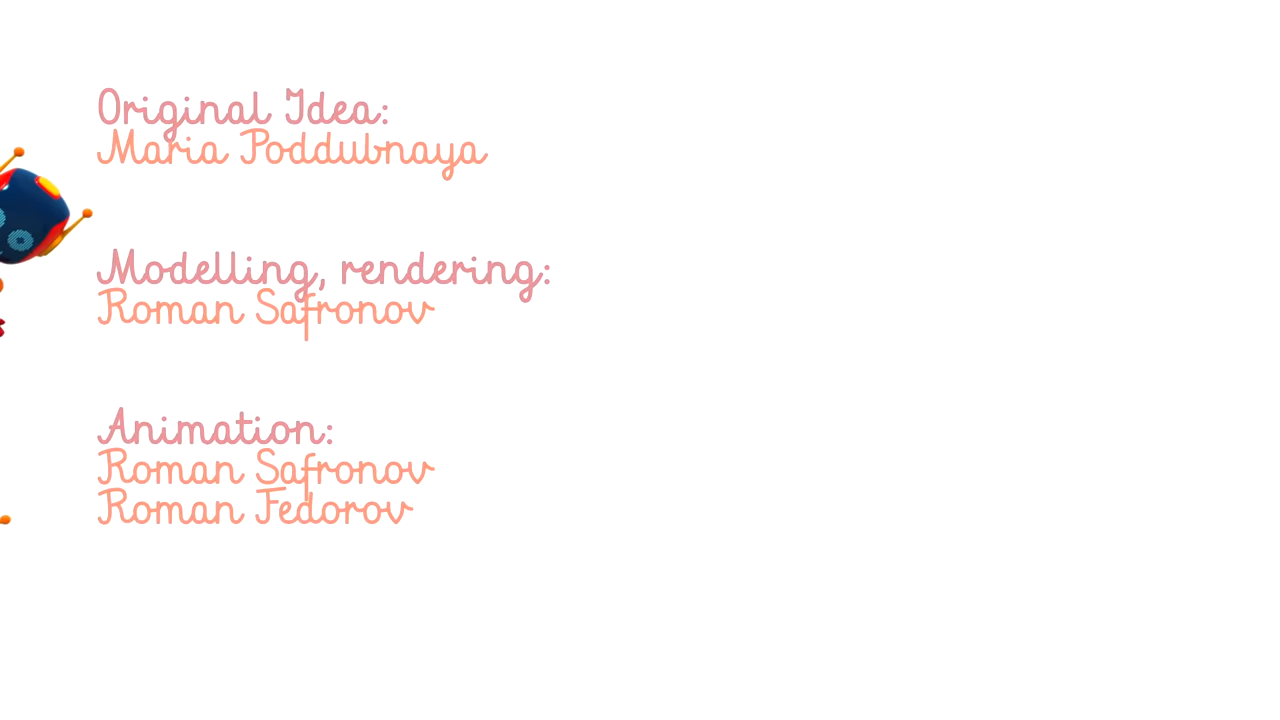 Original Idea:
Maria Poddubnaya
Modelling, rendering:
Roman Safronov
Animation:
Roman Safronov
Roman Fedorov